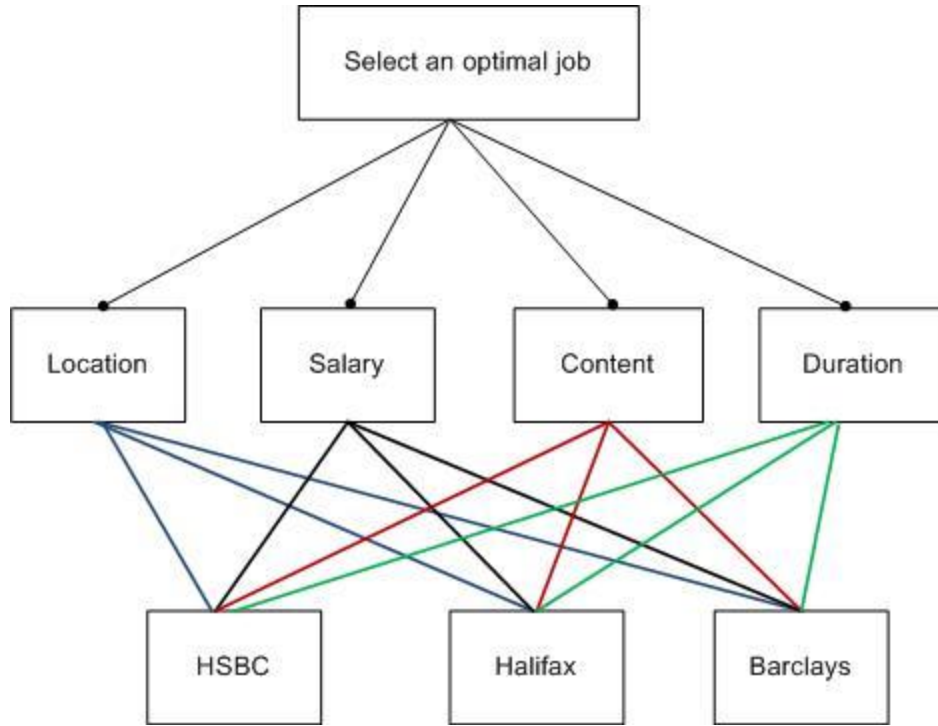 Select an optimal job
Location
Salary
Content
Duration
HSBC
Halifax
Barclays